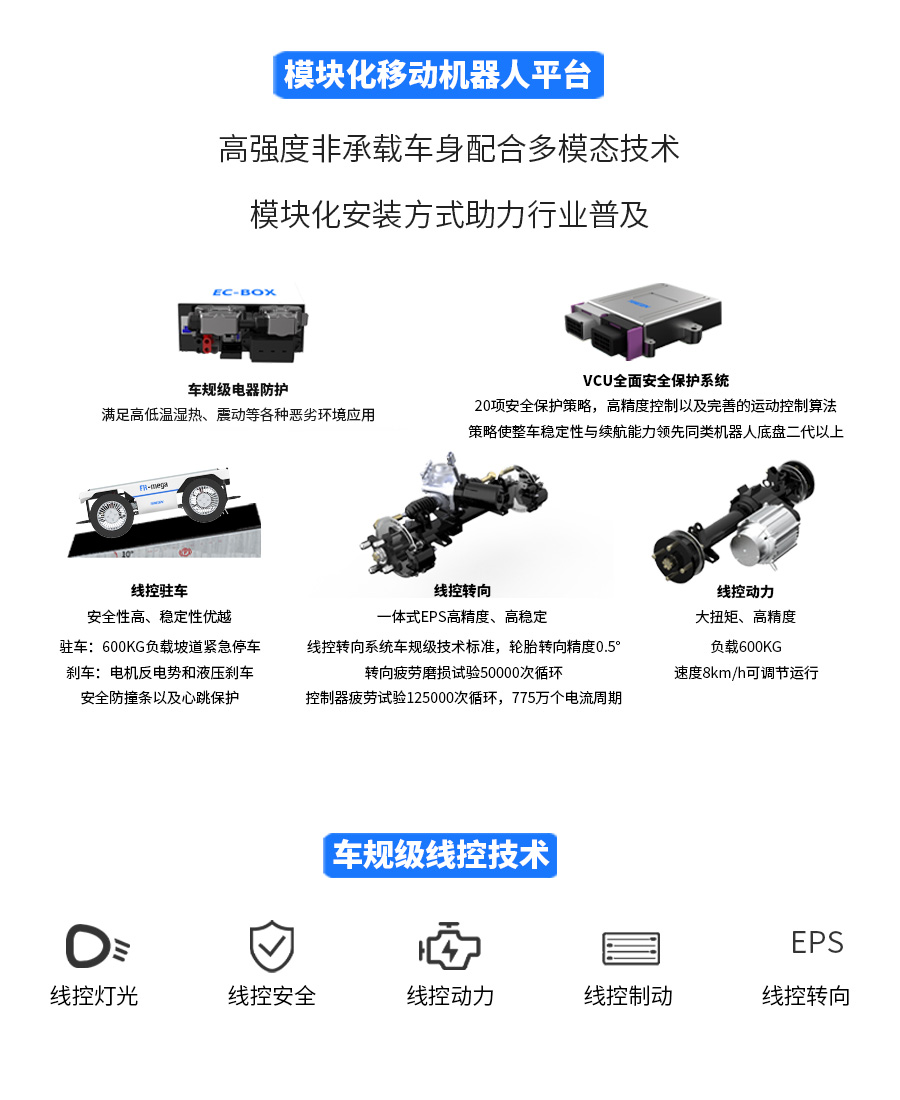 模块化移动机器人平台
高强度非承载车身配合多模态技术
模块化安装方式助力行业普及
EC-BOX
车规级电器防护
满足高低温湿热、震动等各种恶劣环境应用
VCU全面安全保护系统
20项安全保护策略，高精度控制以及完善的运动控制算法
策略使整车稳定性与续航能力领先同类机器人底盘二代以上
FR-mega
10°
线控驻车
安全性高、稳定性优越
驻车：600KG负载坡道紧急停车
刹车：电机反电势和液压刹车
安全防撞条以及心跳保护
线控转向
一体式EPS高精度、高稳定
线控转向系统车规级技术标准，轮胎转向精度0.5°
转向疲劳磨损试验50000次循环
控制器疲劳试验125000次循环，775万个电流周期
线控动力
大扭矩、高精度
负载600KG
速度8km/h可调节运行
车规级线控技术
EPS
线控灯光
线控安全
线控动力
线控制动
线控转向